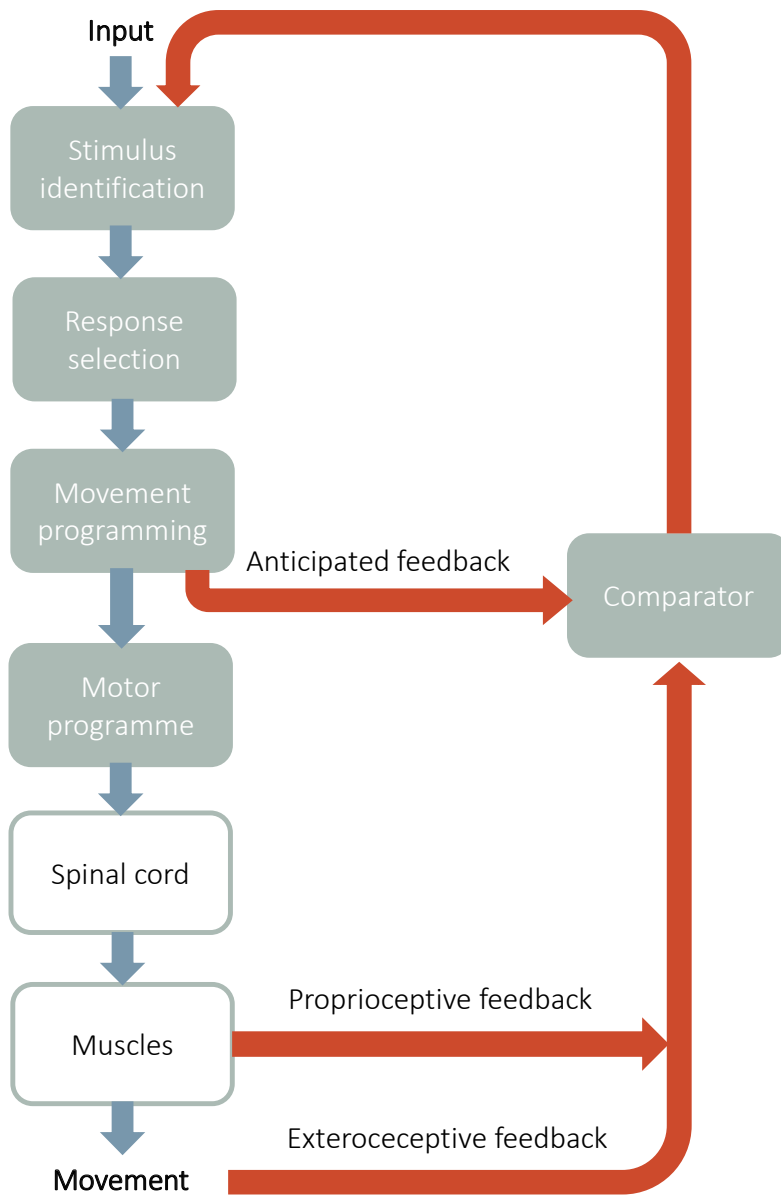 Input
Stimulus
identification
Response
selection
Movement
programming
Anticipated feedback
Comparator
Motor
programme
Spinal cord
Proprioceptive feedback
Muscles
Exteroceceptive feedback
Movement